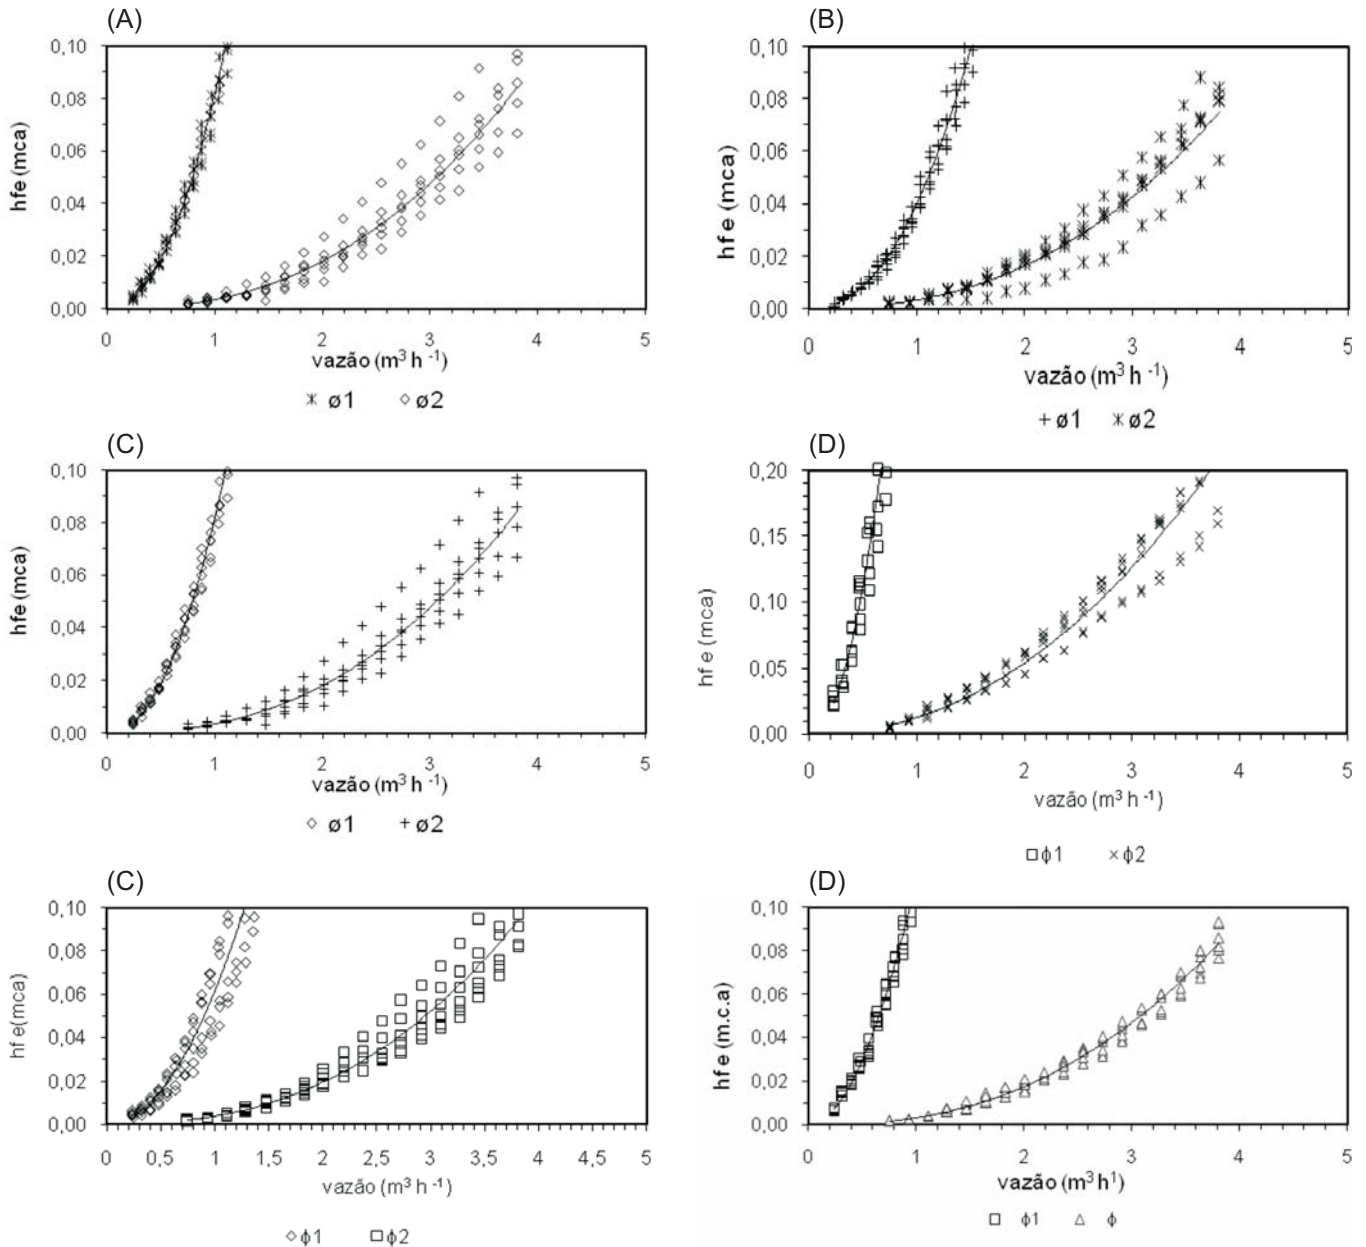 (A)
hfe (mca)
0,10
0,08
0,06
0,04
0,02
0,00
0 1 2 3 4 5
vazão (m³ h⁻¹)
ø1 ø2
(B)
hf e (mca)
0,10
0,08
0,06
0,04
0,02
0,00
0 1 2 3 4 5
vazão (m³ h⁻¹)
ø1 ø2
(C)
hfe (mca)
0,10
0,08
0,06
0,04
0,02
0,00
0 1 2 3 4 5
vazão (m³ h⁻¹)
ø1 ø2
(D)
hf e (mca)
0,20
0,15
0,10
0,05
0,00
0 1 2 3 4 5
vazão (m³ h⁻¹)
ϕ1 ϕ2
(C)
hf e(mca)
0,10
0,08
0,06
0,04
0,02
0,00
0 0,5 1 1,5 2 2,5 3 3,5 4 4,5 5
vazão (m³ h⁻¹)
ϕ1 ϕ2
(D)
hf e (m.c.a)
0,10
0,08
0,06
0,04
0,02
0,00
0 1 2 3 4 5
vazão (m³ h¹)
ϕ1 ϕ